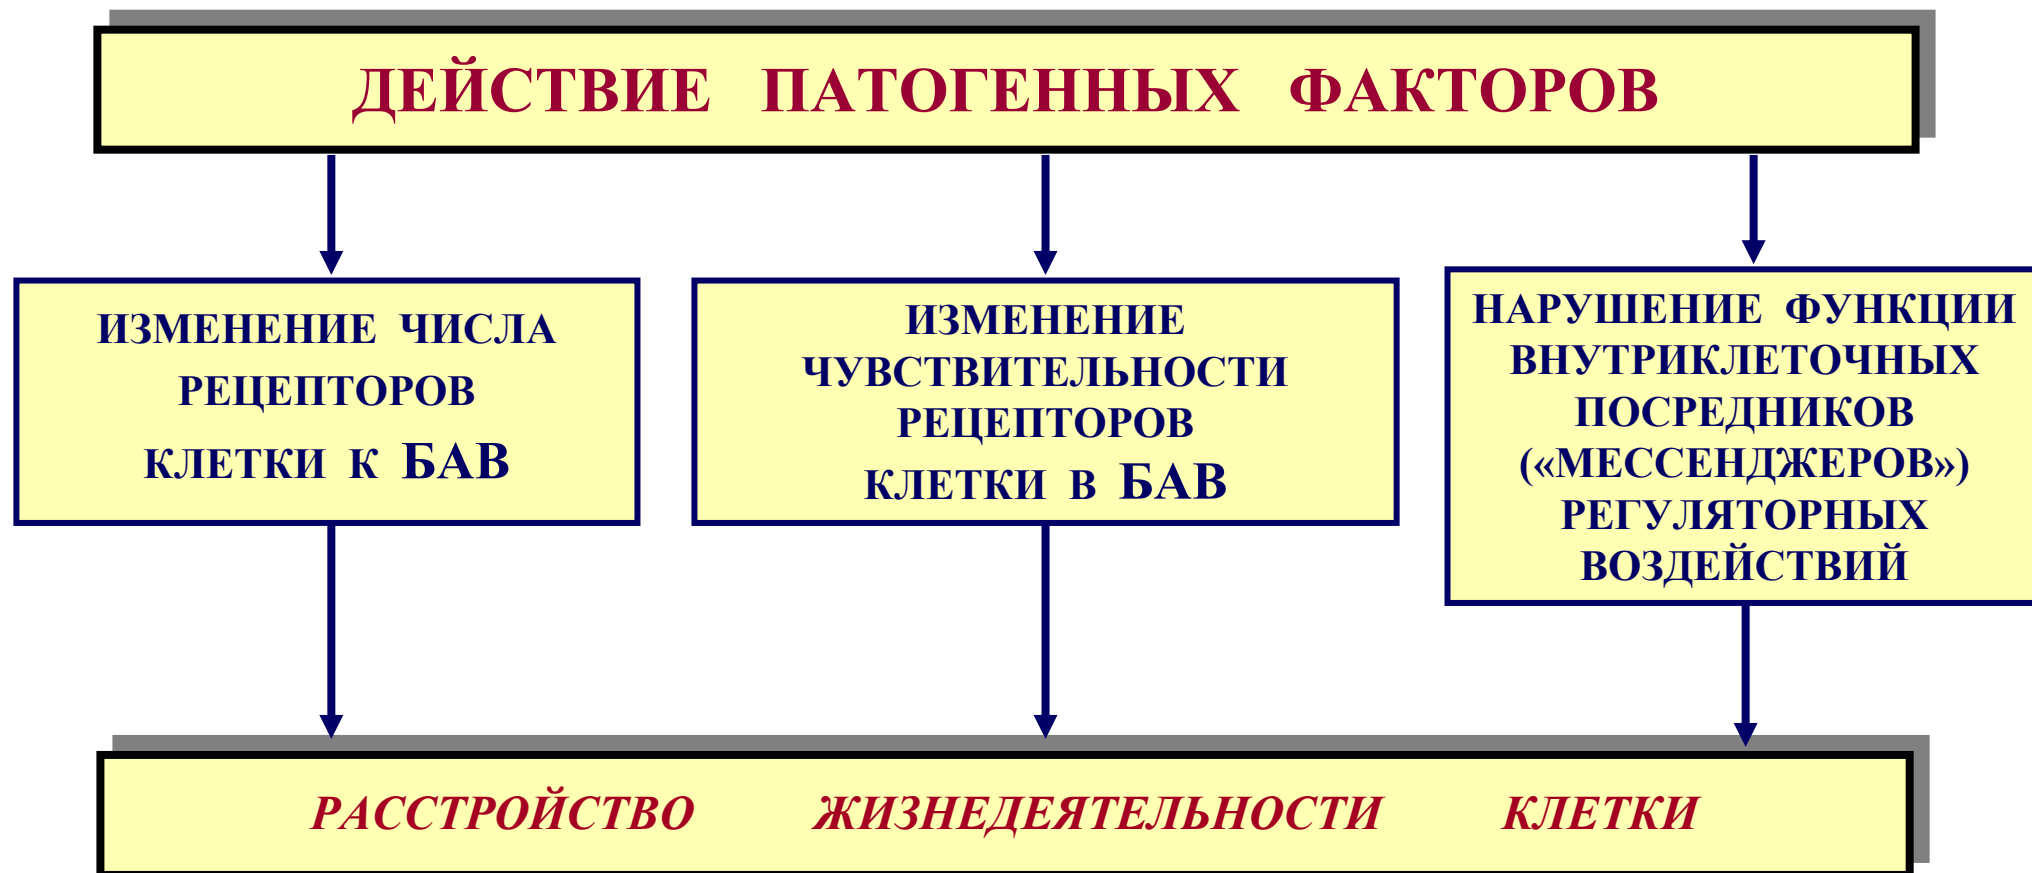 ДЕЙСТВИЕ ПАТОГЕННЫХ ФАКТОРОВ
ИЗМЕНЕНИЕ ЧИСЛА
РЕЦЕПТОРОВ
КЛЕТКИ К БАВ
ИЗМЕНЕНИЕ
ЧУВСТВИТЕЛЬНОСТИ
РЕЦЕПТОРОВ
КЛЕТКИ В БАВ
НАРУШЕНИЕ ФУНКЦИИ
ВНУТРИКЛЕТОЧНЫХ
ПОСРЕДНИКОВ
(«МЕССЕНДЖЕРОВ»)
РЕГУЛЯТОРНЫХ
ВОЗДЕЙСТВИЙ
РАССТРОЙСТВО ЖИЗНЕДЕЯТЕЛЬНОСТИ КЛЕТКИ